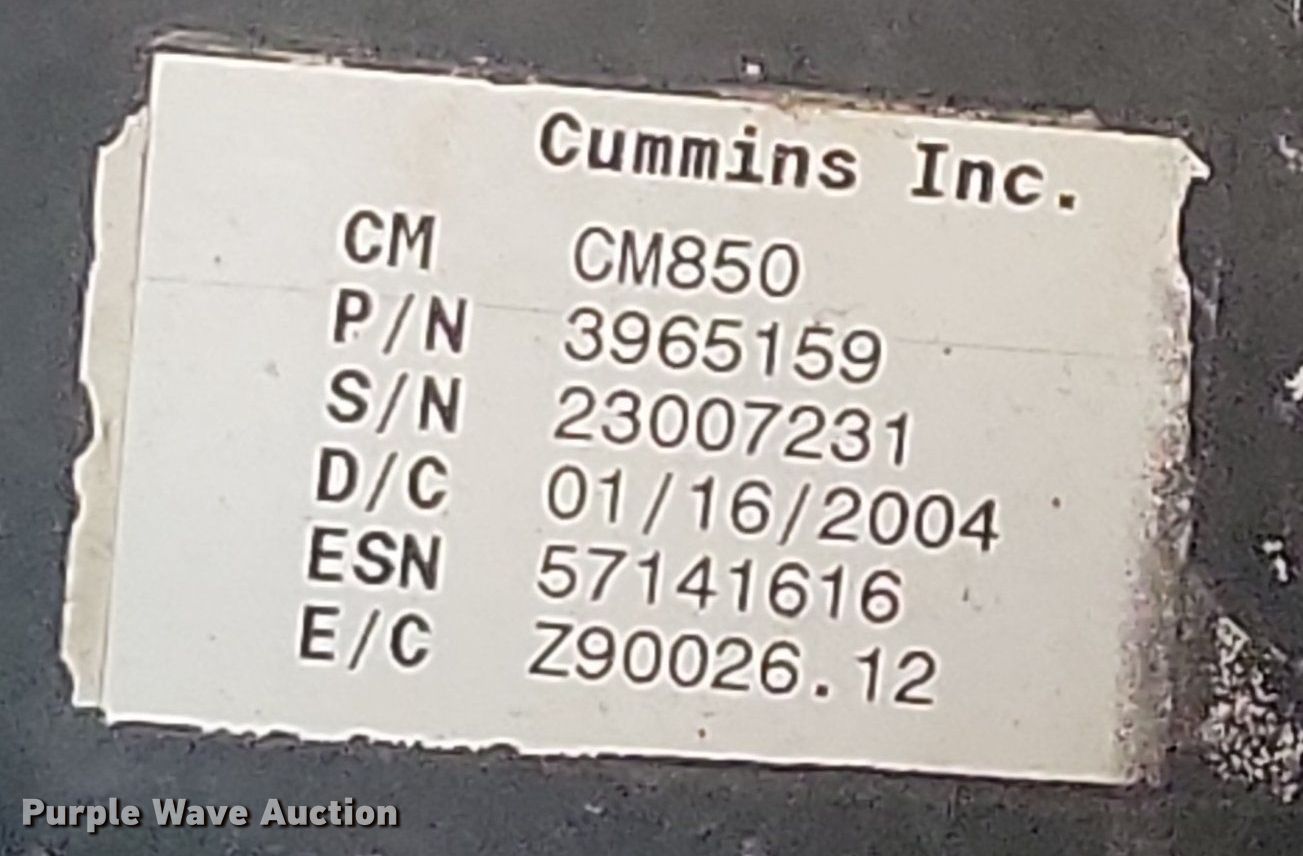 Cummins Inc.
CM CM850
P/N 3965159
S/N 23007231
D/C 01/16/2004
ESN 57141616
E/C Z90026.12
Purple Wave Auction